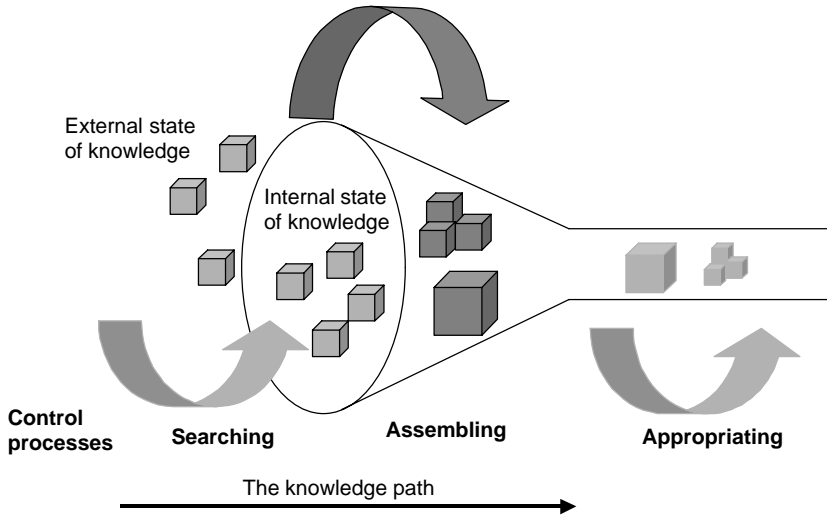 External state
of knowledge
Internal state
of knowledge
Control
processes
Searching
Assembling
Appropriating
The knowledge path